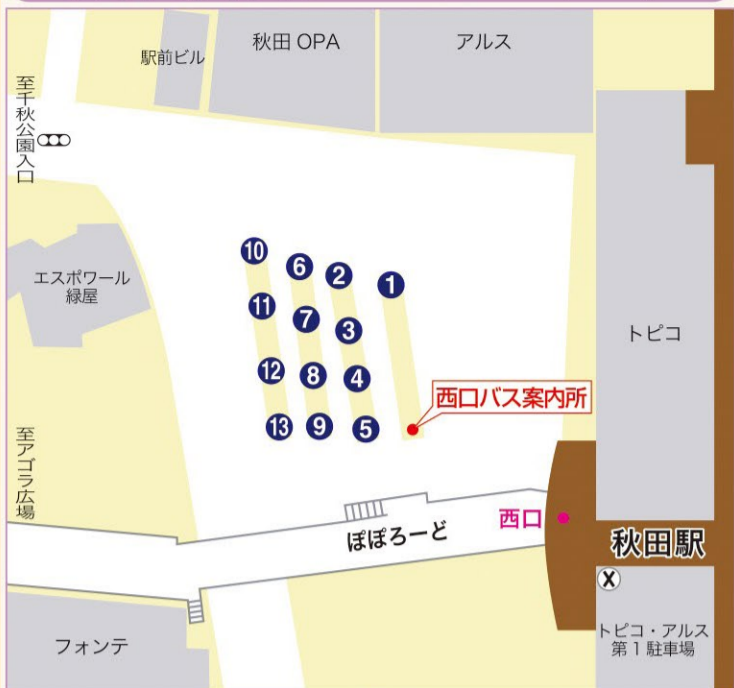 駅前ビル
秋田 OPA
アルス
至千秋公園入口
エスポワール
緑屋
10
6
2
1
11
7
3
12
8
4
13
9
5
トピコ
西口バス案内所
至アゴラ広場
西口
ぽぽろーど
秋田駅
X
フォンテ
トピコ・アルス
第1駐車場